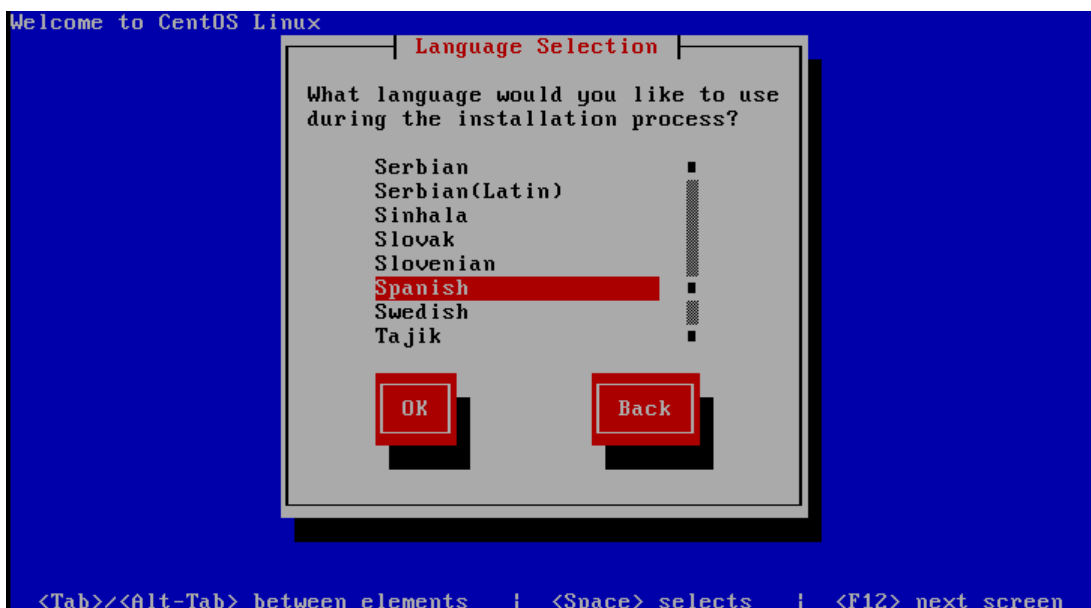 Welcome to CentOS Linux
Language Selection
What language would you like to use
during the installation process?
Serbian
Serbian(Latin)
Sinhala
Slovak
Slovenian
Spanish
Swedish
Tajik
OK
Back
<Tab>/<Alt-Tab> between elements | <Space> selects | <F12> next screen